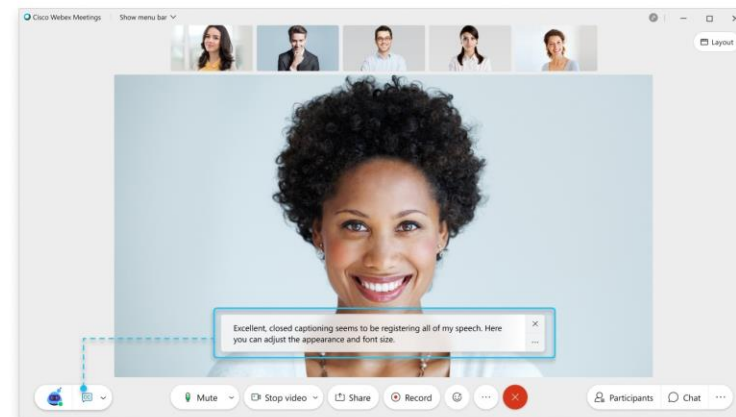 Cisco Webex Meetings Show menu bar
Layout
Excellent, closed captioning seems to be registering all of my speech. Here
you can adjust the appearance and font size.
Mute Stop video Share Record Participants Chat